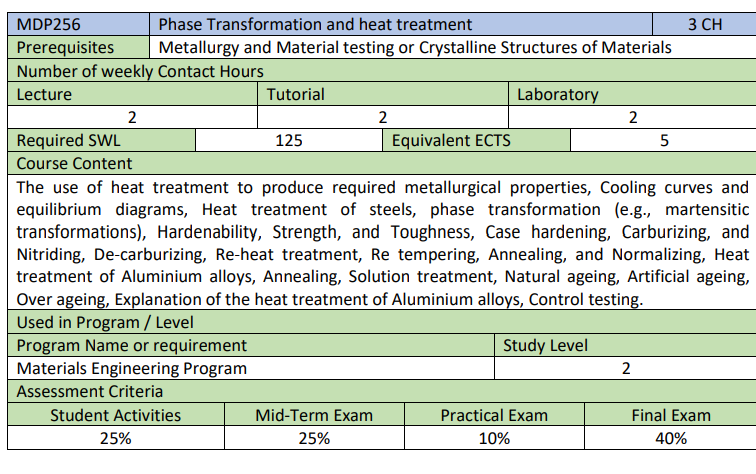 MDP256 Phase Transformation and heat treatment 3 CH
Prerequisites Metallurgy and Material testing or Crystalline Structures of Materials
Number of weekly Contact Hours
Lecture Tutorial Laboratory
2 2 2
Required SWL 125 Equivalent ECTS 5
Course Content
The use of heat treatment to produce required metallurgical properties, Cooling curves and
equilibrium diagrams, Heat treatment of steels, phase transformation (e.g., martensitic
transformations), Hardenability, Strength, and Toughness, Case hardening, Carburizing, and
Nitriding, De-carburizing, Re-heat treatment, Re tempering, Annealing, and Normalizing, Heat
treatment of Aluminium alloys, Annealing, Solution treatment, Natural ageing, Artificial ageing,
Over ageing, Explanation of the heat treatment of Aluminium alloys, Control testing.
Used in Program / Level
Program Name or requirement Study Level
Materials Engineering Program 2
Assessment Criteria
Student Activities Mid-Term Exam Practical Exam Final Exam
25% 25% 10% 40%